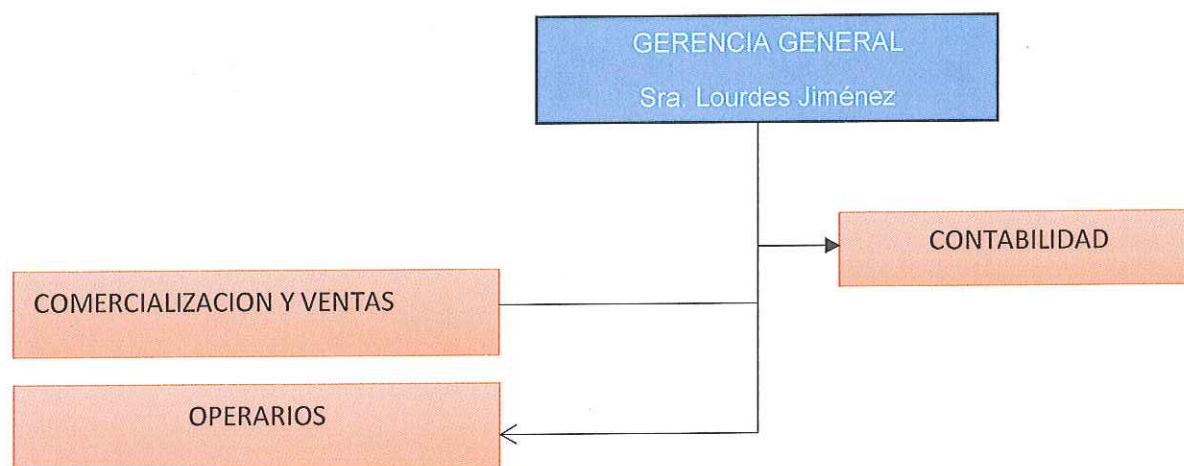 GERENCIA GENERAL
Sra. Lourdes Jiménez
CONTABILIDAD
COMERCIALIZACION Y VENTAS
OPERARIOS